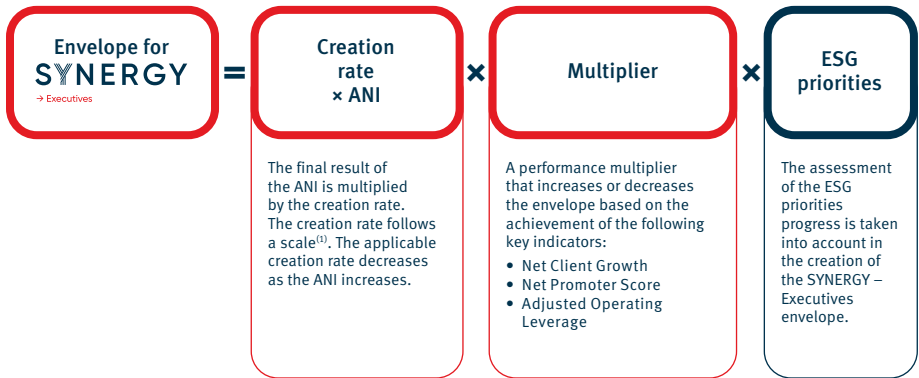 Envelope for
SYNERGY
→ Executives
=
Creation
rate
× ANI
×
Multiplier
×
ESG
priorities
The final result of
the ANI is multiplied
by the creation rate.
The creation rate follows
a scale(1). The applicable
creation rate decreases
as the ANI increases.
A performance multiplier
that increases or decreases
the envelope based on the
achievement of the following
key indicators:
• Net Client Growth
• Net Promoter Score
• Adjusted Operating
Leverage
The assessment
of the ESG
priorities
progress is taken
into account in
the creation of
the SYNERGY –
Executives
envelope.